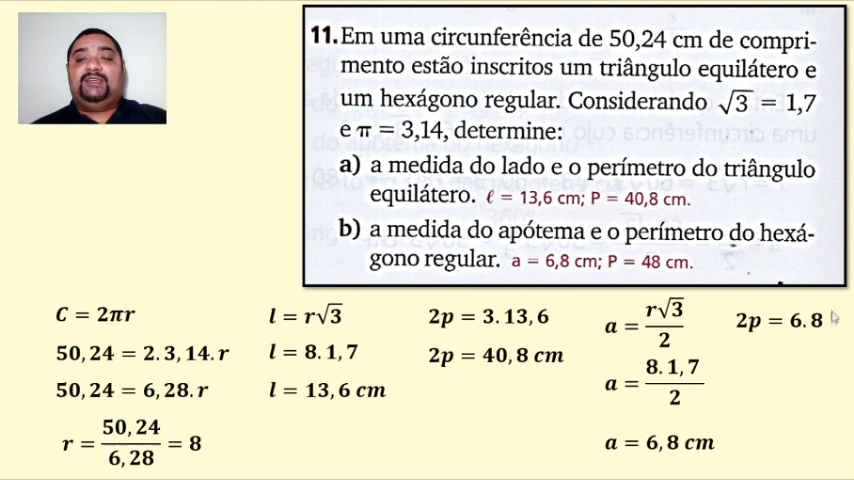 11. Em uma circunferência de 50,24 cm de compri-
mento estão inscritos um triângulo equilátero e
um hexágono regular. Considerando √3 = 1,7
e π = 3,14, determine:
a) a medida do lado e o perímetro do triângulo
equilátero. ℓ = 13,6 cm; P = 40,8 cm.
b) a medida do apótema e o perímetro do hexá-
gono regular. a = 6,8 cm; P = 48 cm.
C = 2πr
50,24 = 2.3,14.r
50,24 = 6,28.r
r = 50,24/6,28 = 8
l = r√3
l = 8.1,7
l = 13,6 cm
2p = 3.13,6
2p = 40,8 cm
a = r√3/2
a = 8.1,7/2
a = 6,8 cm
2p = 6.8